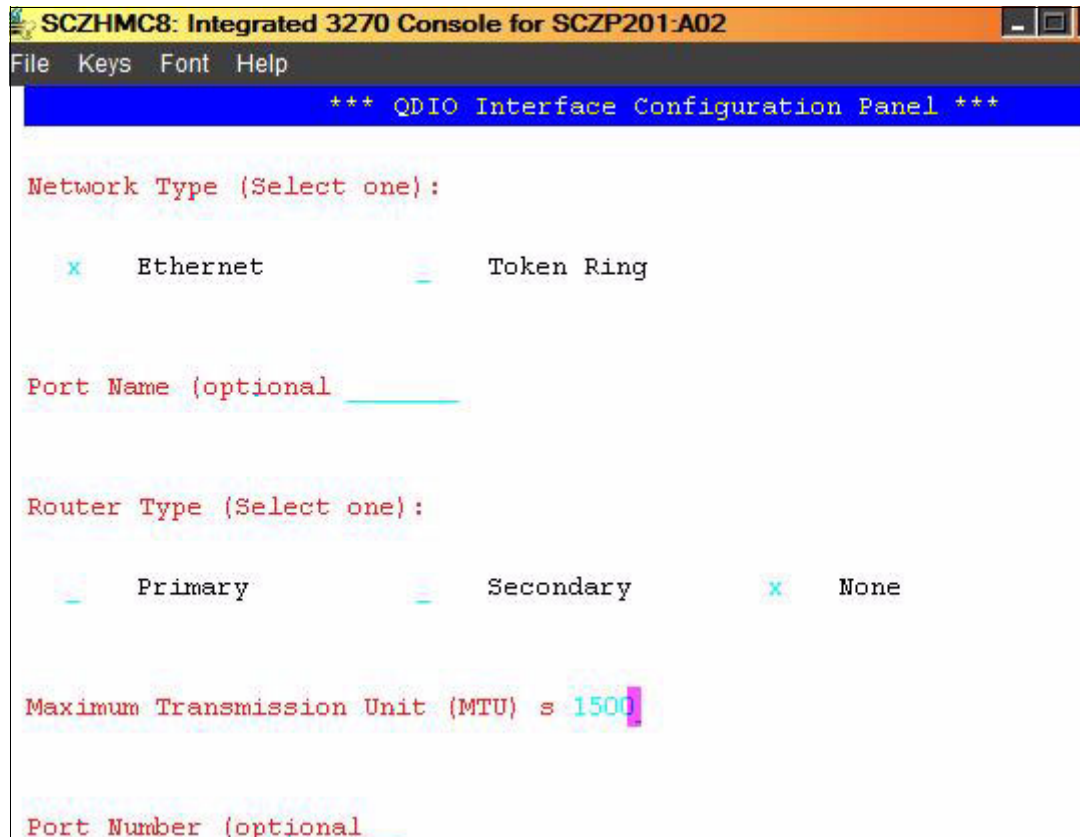 SCZHMC8: Integrated 3270 Console for SCZP201:A02
File Keys Font Help
*** QDIO Interface Configuration Panel ***
Network Type (Select one):
x Ethernet _ Token Ring
Port Name (optional _______
Router Type (Select one):
_ Primary _ Secondary x None
Maximum Transmission Unit (MTU) s 1500
Port Number (optional __